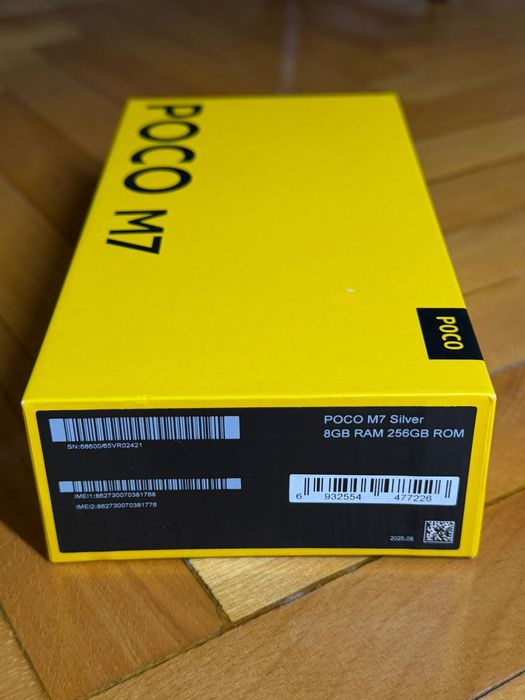 POCO M7
POCO
POCO M7 Silver
8GB RAM 256GB ROM
SN:68600/65VR02421
IMEI1:862730070381768
IMEI2:862730070381776
6 932554 477226
2025.08